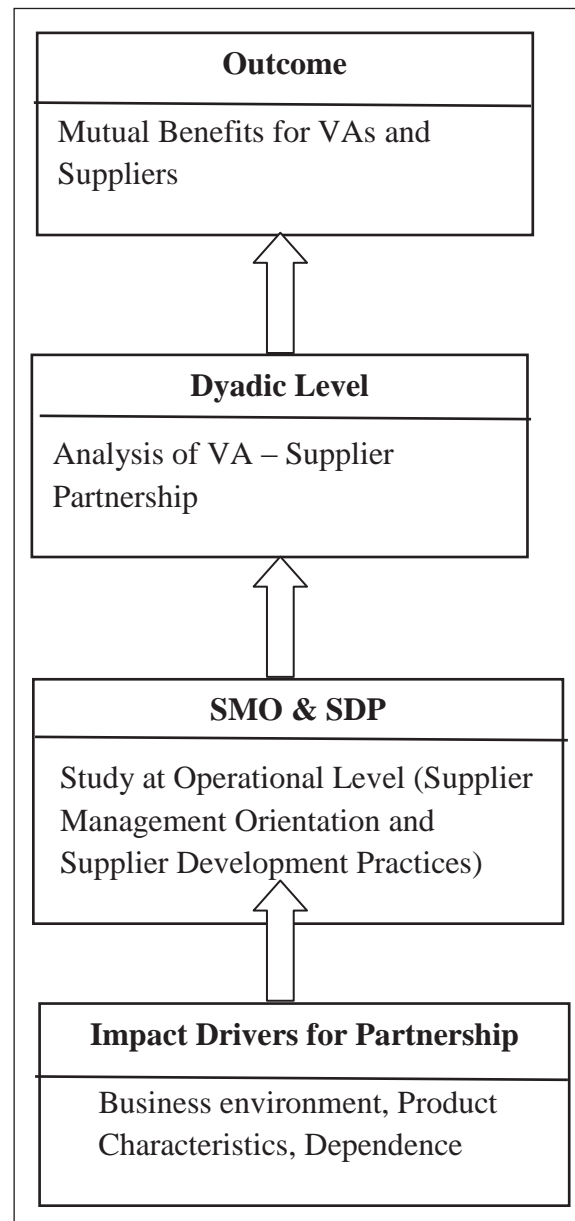 Outcome
Mutual Benefits for VAs and
Suppliers
Dyadic Level
Analysis of VA – Supplier
Partnership
SMO & SDP
Study at Operational Level (Supplier
Management Orientation and
Supplier Development Practices)
Impact Drivers for Partnership
Business environment, Product
Characteristics, Dependence